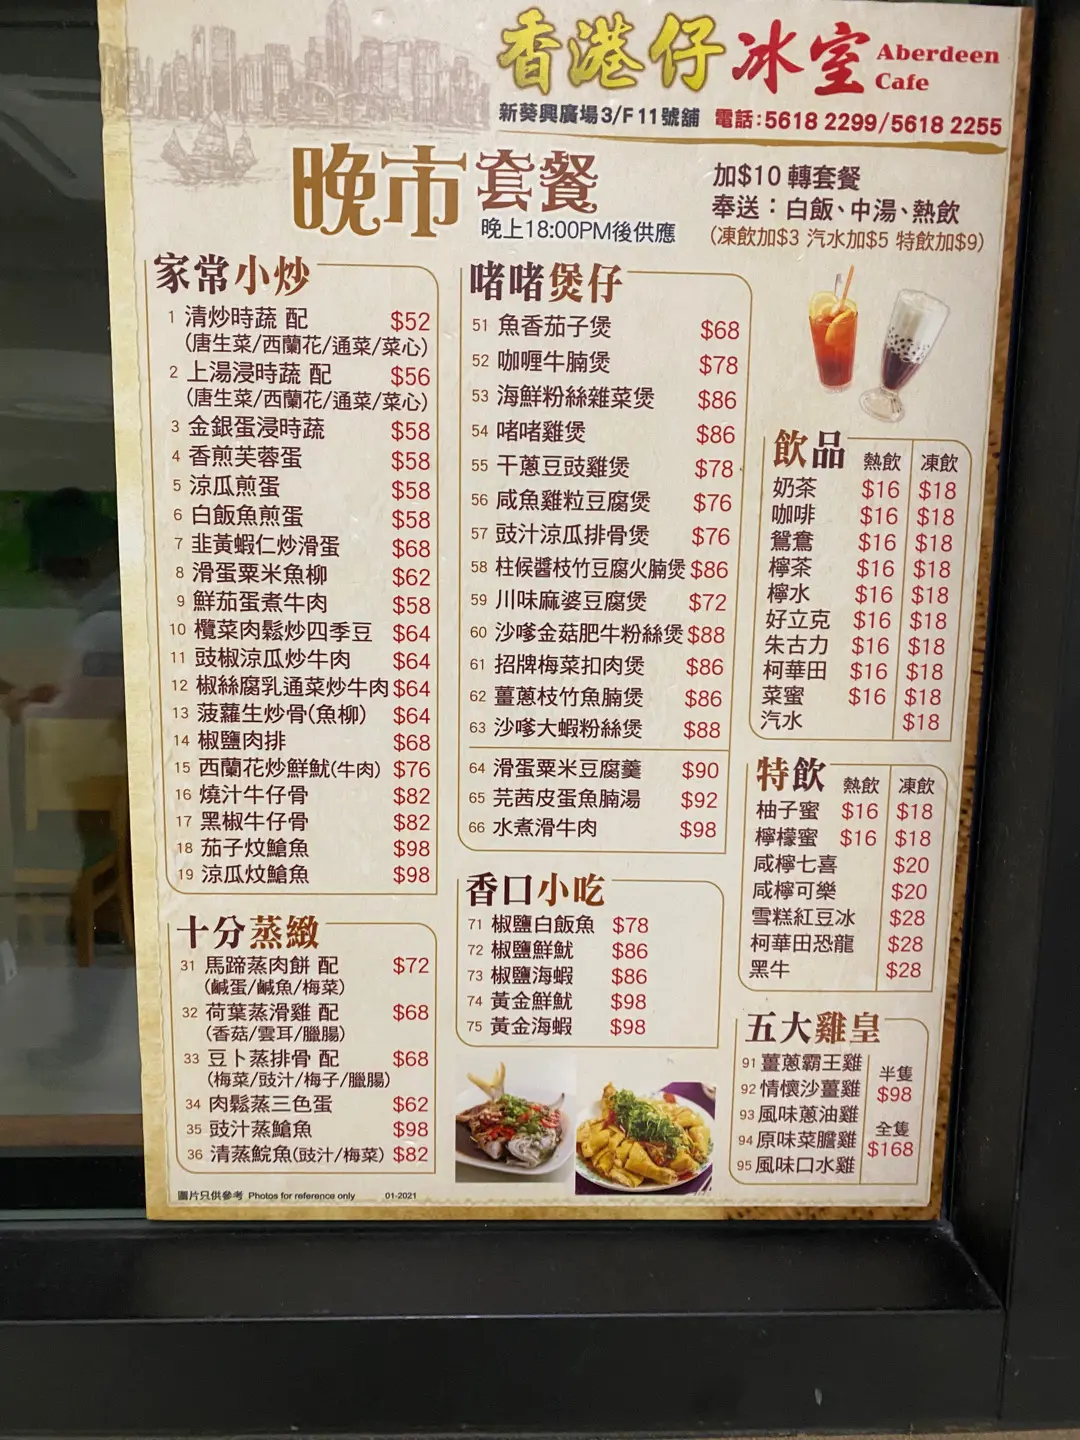 香港仔冰室 Aberdeen Cafe
新葵興廣場3/F 11號舖 電話:5618 2299/5618 2255
晚市套餐
晚上18:00PM後供應
加$10 轉套餐
奉送：白飯、中湯、熱飲
(凍飲加$3 汽水加$5 特飲加$9)
家常小炒
1 清炒時蔬 配 $52
(唐生菜/西蘭花/通菜/菜心)
2 上湯浸時蔬 配 $56
(唐生菜/西蘭花/通菜/菜心)
3 金銀蛋浸時蔬 $58
4 香煎芙蓉蛋 $58
5 涼瓜煎蛋 $58
6 白飯魚煎蛋 $58
7 韭黃蝦仁炒滑蛋 $68
8 滑蛋粟米魚柳 $62
9 鮮茄蛋煮牛肉 $58
10 欖菜肉鬆炒四季豆 $64
11 豉椒涼瓜炒牛肉 $64
12 椒絲腐乳通菜炒牛肉 $64
13 菠蘿生炒骨(魚柳) $64
14 椒鹽肉排 $68
15 西蘭花炒鮮魷(牛肉) $76
16 燒汁牛仔骨 $82
17 黑椒牛仔骨 $82
18 茄子炆鮨魚 $98
19 涼瓜炆鮨魚 $98
十分蒸緻
31 馬蹄蒸肉餅 配 $72
(鹹蛋/鹹魚/梅菜)
32 荷葉蒸滑雞 配 $68
(香菇/雲耳/臘腸)
33 豆卜蒸排骨 配 $68
(梅菜/豉汁/梅子/臘腸)
34 肉鬆蒸三色蛋 $62
35 豉汁蒸鮨魚 $98
36 清蒸鯇魚(豉汁/梅菜) $82
圖片只供參考 Photos for reference only 01-2021
啫啫煲仔
51 魚香茄子煲 $68
52 咖喱牛腩煲 $78
53 海鮮粉絲雜菜煲 $86
54 啫啫雞煲 $86
55 干蔥豆豉雞煲 $78
56 咸魚雞粒豆腐煲 $76
57 豉汁涼瓜排骨煲 $76
58 柱候醬枝竹豆腐火腩煲 $86
59 川味麻婆豆腐煲 $72
60 沙嗲金菇肥牛粉絲煲 $88
61 招牌梅菜扣肉煲 $86
62 薑蔥枝竹魚腩煲 $86
63 沙嗲大蝦粉絲煲 $88
64 滑蛋粟米豆腐羹 $90
65 芫茜皮蛋魚腩湯 $92
66 水煮滑牛肉 $98
香口小吃
71 椒鹽白飯魚 $78
72 椒鹽鮮魷 $86
73 椒鹽海蝦 $86
74 黃金鮮魷 $98
75 黃金海蝦 $98
飲品 熱飲 凍飲
奶茶 $16 $18
咖啡 $16 $18
鴛鴦 $16 $18
檸茶 $16 $18
檸水 $16 $18
好立克 $16 $18
朱古力 $16 $18
柯華田 $16 $18
菜蜜 $16 $18
汽水 $18
特飲 熱飲 凍飲
柚子蜜 $16 $18
檸檬蜜 $16 $18
咸檸七喜 $20
咸檸可樂 $20
雪糕紅豆冰 $28
柯華田恐龍 $28
黑牛 $28
五大雞皇
91 薑蔥霸王雞
92 情懷沙薑雞
93 風味蔥油雞
94 原味菜膽雞
95 風味口水雞
半隻
$98
全隻
$168